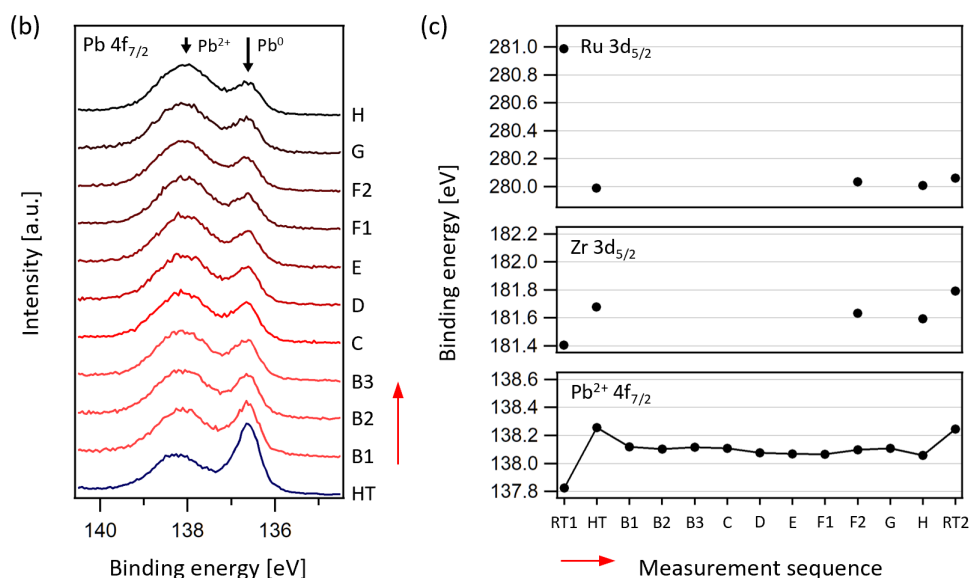 (b)
Pb 4f7/2
Pb2+
Pb0
H
G
F2
F1
E
D
C
B3
B2
B1
HT
Intensity [a.u.]
140 138 136
Binding energy [eV]
(c)
Ru 3d5/2
281.0
280.8
280.6
280.4
280.2
280.0
Zr 3d5/2
182.2
182.0
181.8
181.6
181.4
Pb2+ 4f7/2
138.6
138.4
138.2
138.0
137.8
Binding energy [eV]
RT1 HT B1 B2 B3 C D E F1 F2 G H RT2
Measurement sequence